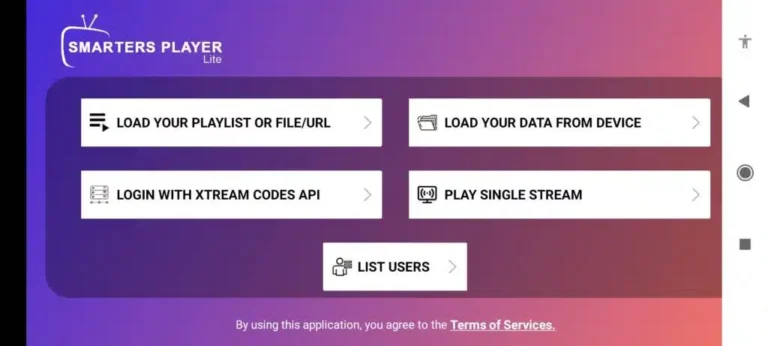 SMARTERS PLAYER
Lite
LOAD YOUR PLAYLIST OR FILE/URL
LOAD YOUR DATA FROM DEVICE
LOGIN WITH XTREAM CODES API
PLAY SINGLE STREAM
LIST USERS
By using this application, you agree to the Terms of Services.